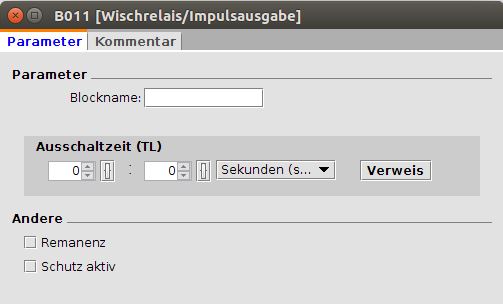 B011 [Wischrelais/Impulsausgabe]
Parameter Kommentar
Parameter
Blockname:
Ausschaltzeit (TL)
0 : 0 Sekunden (s... Verweis
Andere
Remanenz
Schutz aktiv